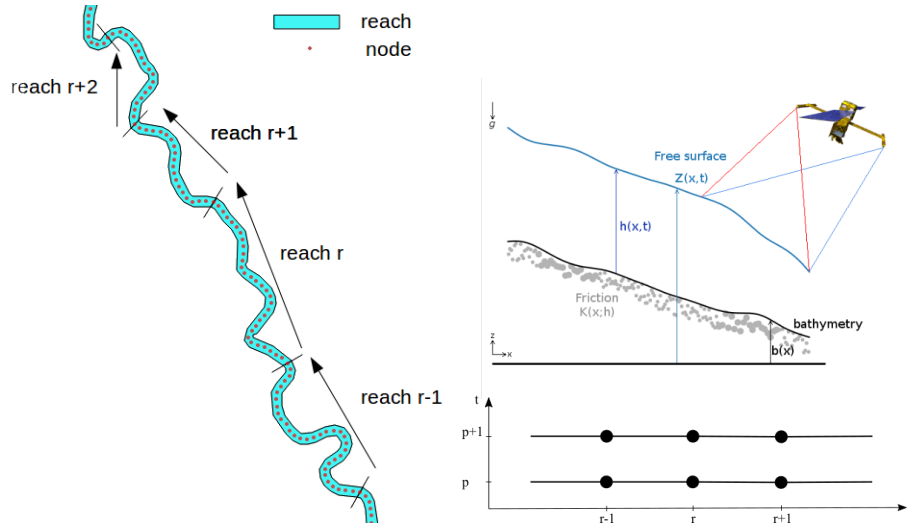 reach
node
reach r+2
reach r+1
reach r
reach r-1
g
Free surface
Z(x,t)
h(x,t)
Friction
K(x;h)
bathymetry
b(x)
z
x
t
p+1
p
r-1
r
r+1